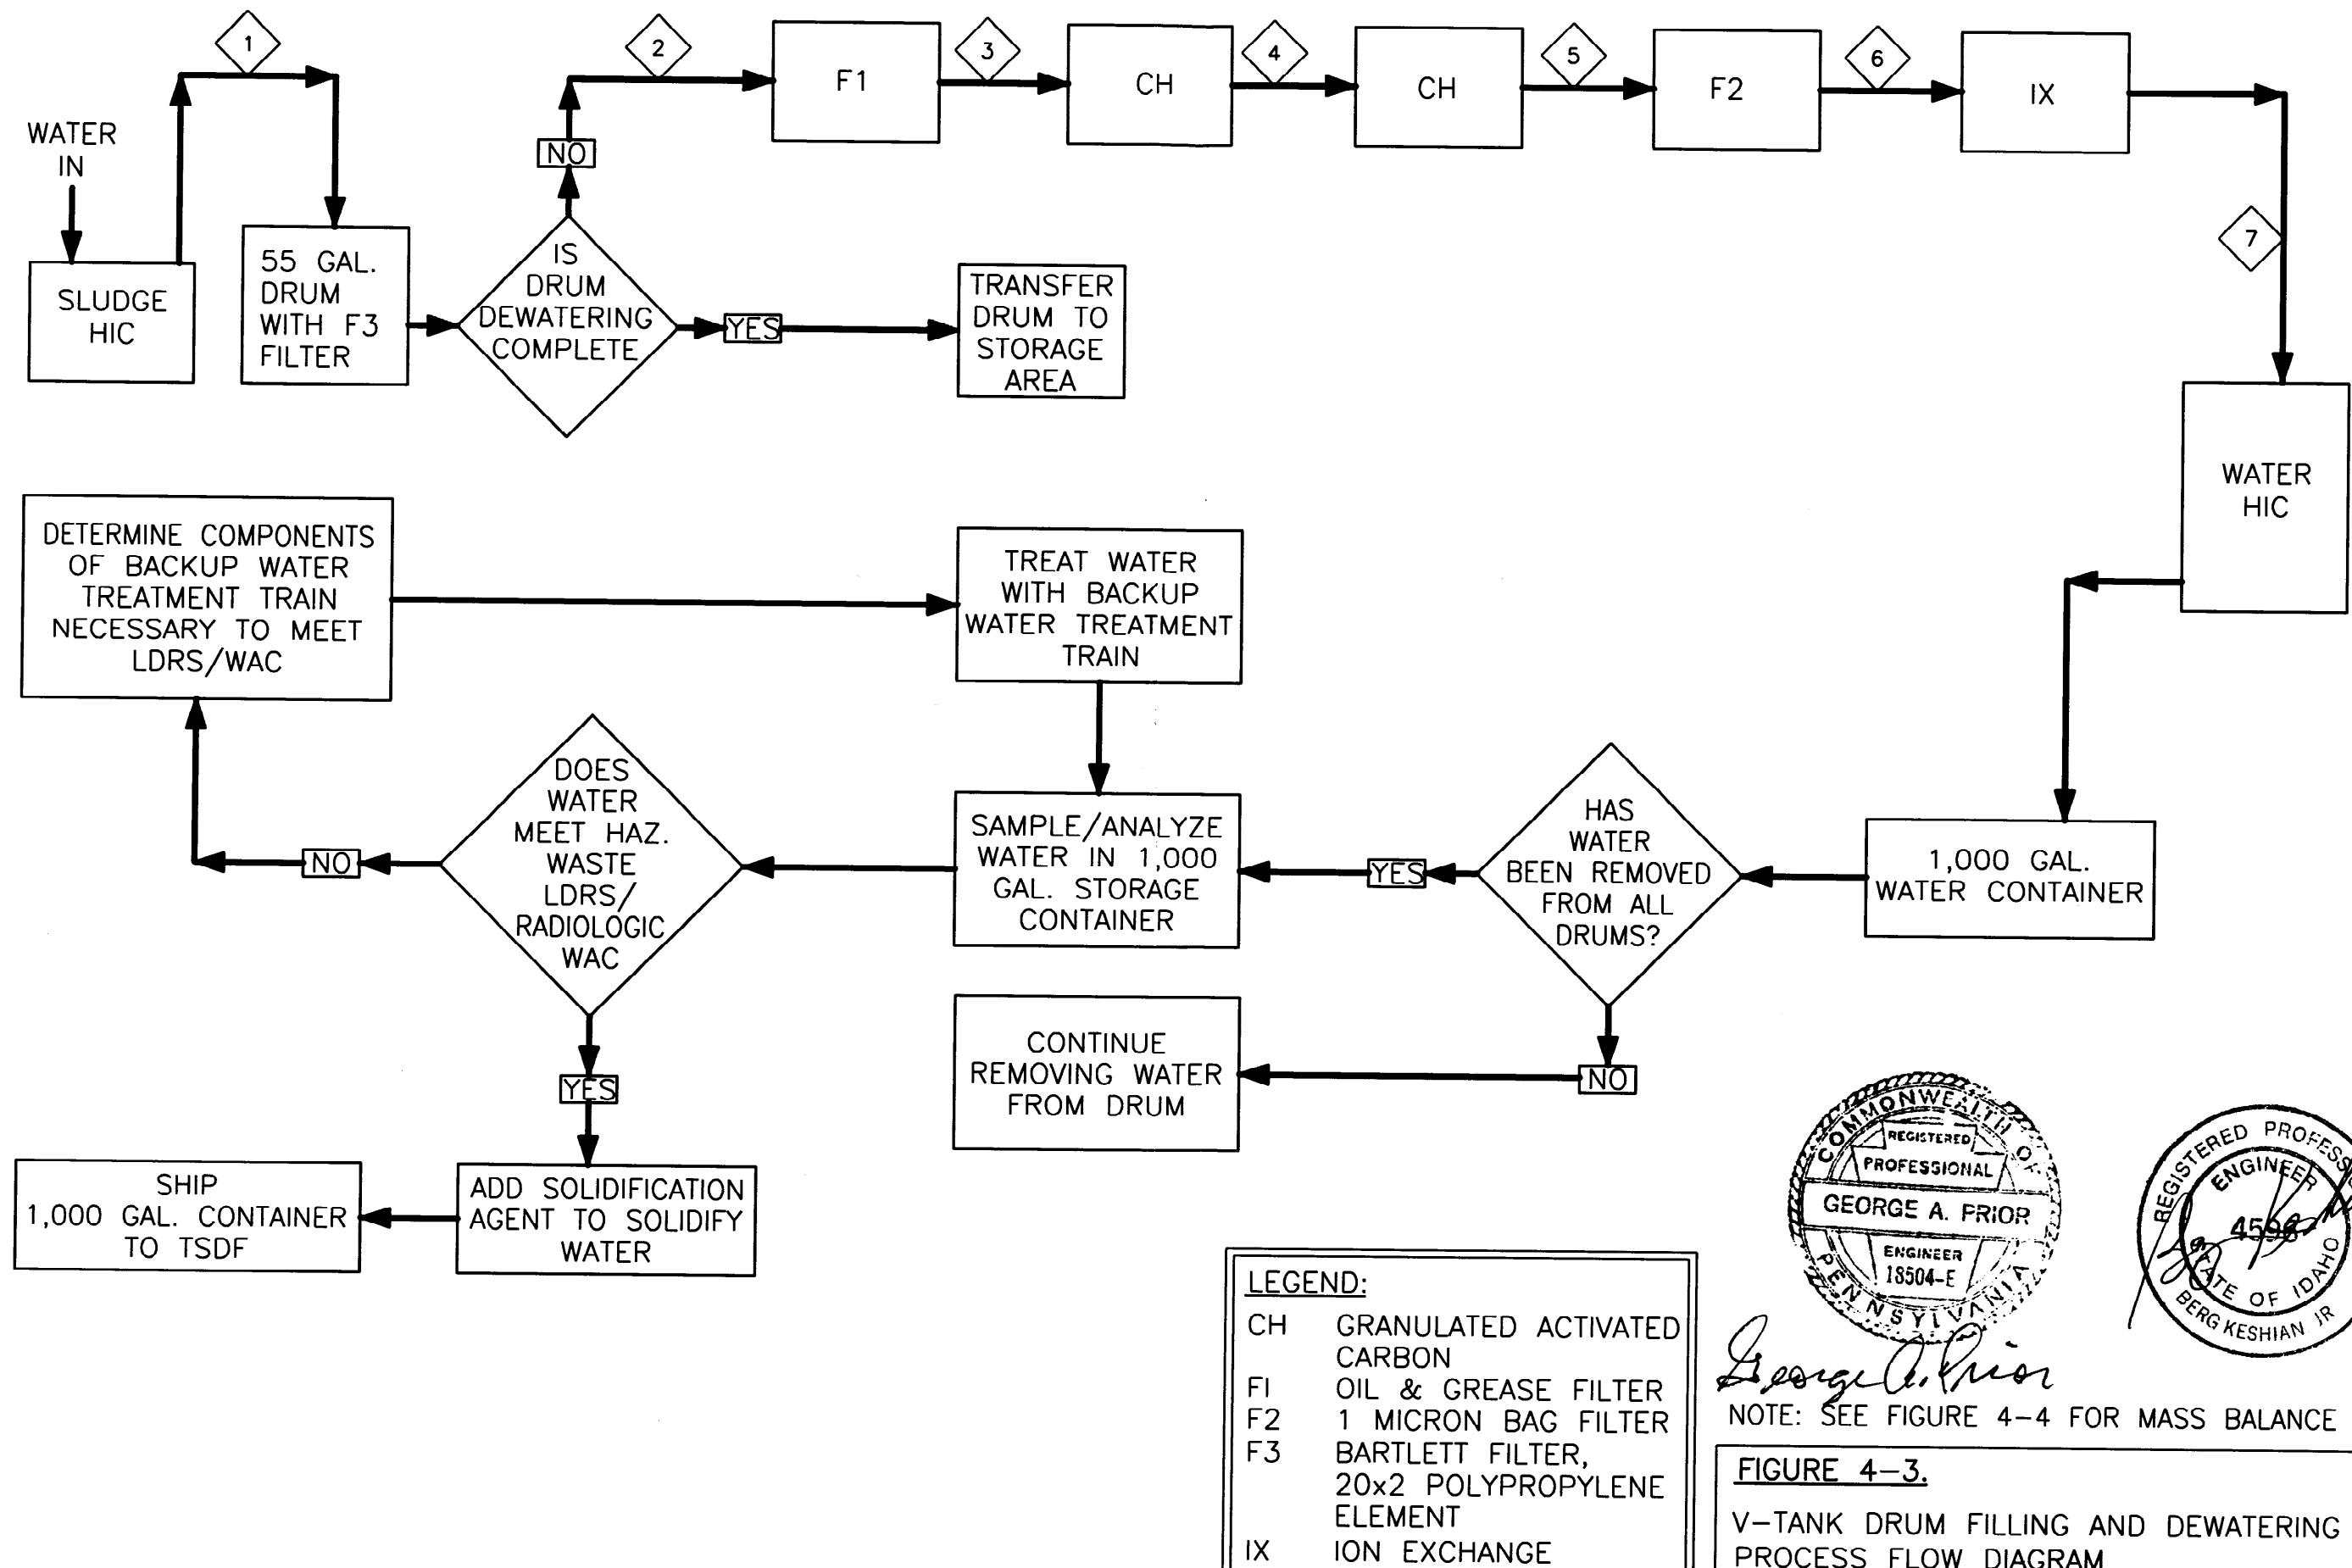 1
2
3
4
5
6
7
WATER
IN
SLUDGE
HIC
55 GAL.
DRUM
WITH F3
FILTER
IS
DRUM
DEWATERING
COMPLETE
NO
YES
TRANSFER
DRUM TO
STORAGE
AREA
F1
CH
CH
F2
IX
WATER
HIC
1,000 GAL.
WATER CONTAINER
HAS
WATER
BEEN REMOVED
FROM ALL
DRUMS?
YES
NO
CONTINUE
REMOVING WATER
FROM DRUM
SAMPLE/ANALYZE
WATER IN 1,000
GAL. STORAGE
CONTAINER
TREAT WATER
WITH BACKUP
WATER TREATMENT
TRAIN
DETERMINE COMPONENTS
OF BACKUP WATER
TREATMENT TRAIN
NECESSARY TO MEET
LDRS/WAC
DOES
WATER
MEET HAZ.
WASTE
LDRS/
RADIOLOGIC
WAC
NO
YES
ADD SOLIDIFICATION
AGENT TO SOLIDIFY
WATER
SHIP
1,000 GAL. CONTAINER
TO TSDF
LEGEND:
CH GRANULATED ACTIVATED
CARBON
F1 OIL & GREASE FILTER
F2 1 MICRON BAG FILTER
F3 BARTLETT FILTER,
20x2 POLYPROPYLENE
ELEMENT
IX ION EXCHANGE
COMMONWEALTH OF
REGISTERED
PROFESSIONAL
GEORGE A. PRIOR
ENGINEER
18504-E
PENNSYLVANIA
George A. Prior
REGISTERED PROFESS
ENGINEER
STATE OF IDAHO
BERG KESHIAN JR
NOTE: SEE FIGURE 4-4 FOR MASS BALANCE
FIGURE 4-3.
V-TANK DRUM FILLING AND DEWATERING
PROCESS FLOW DIAGRAM